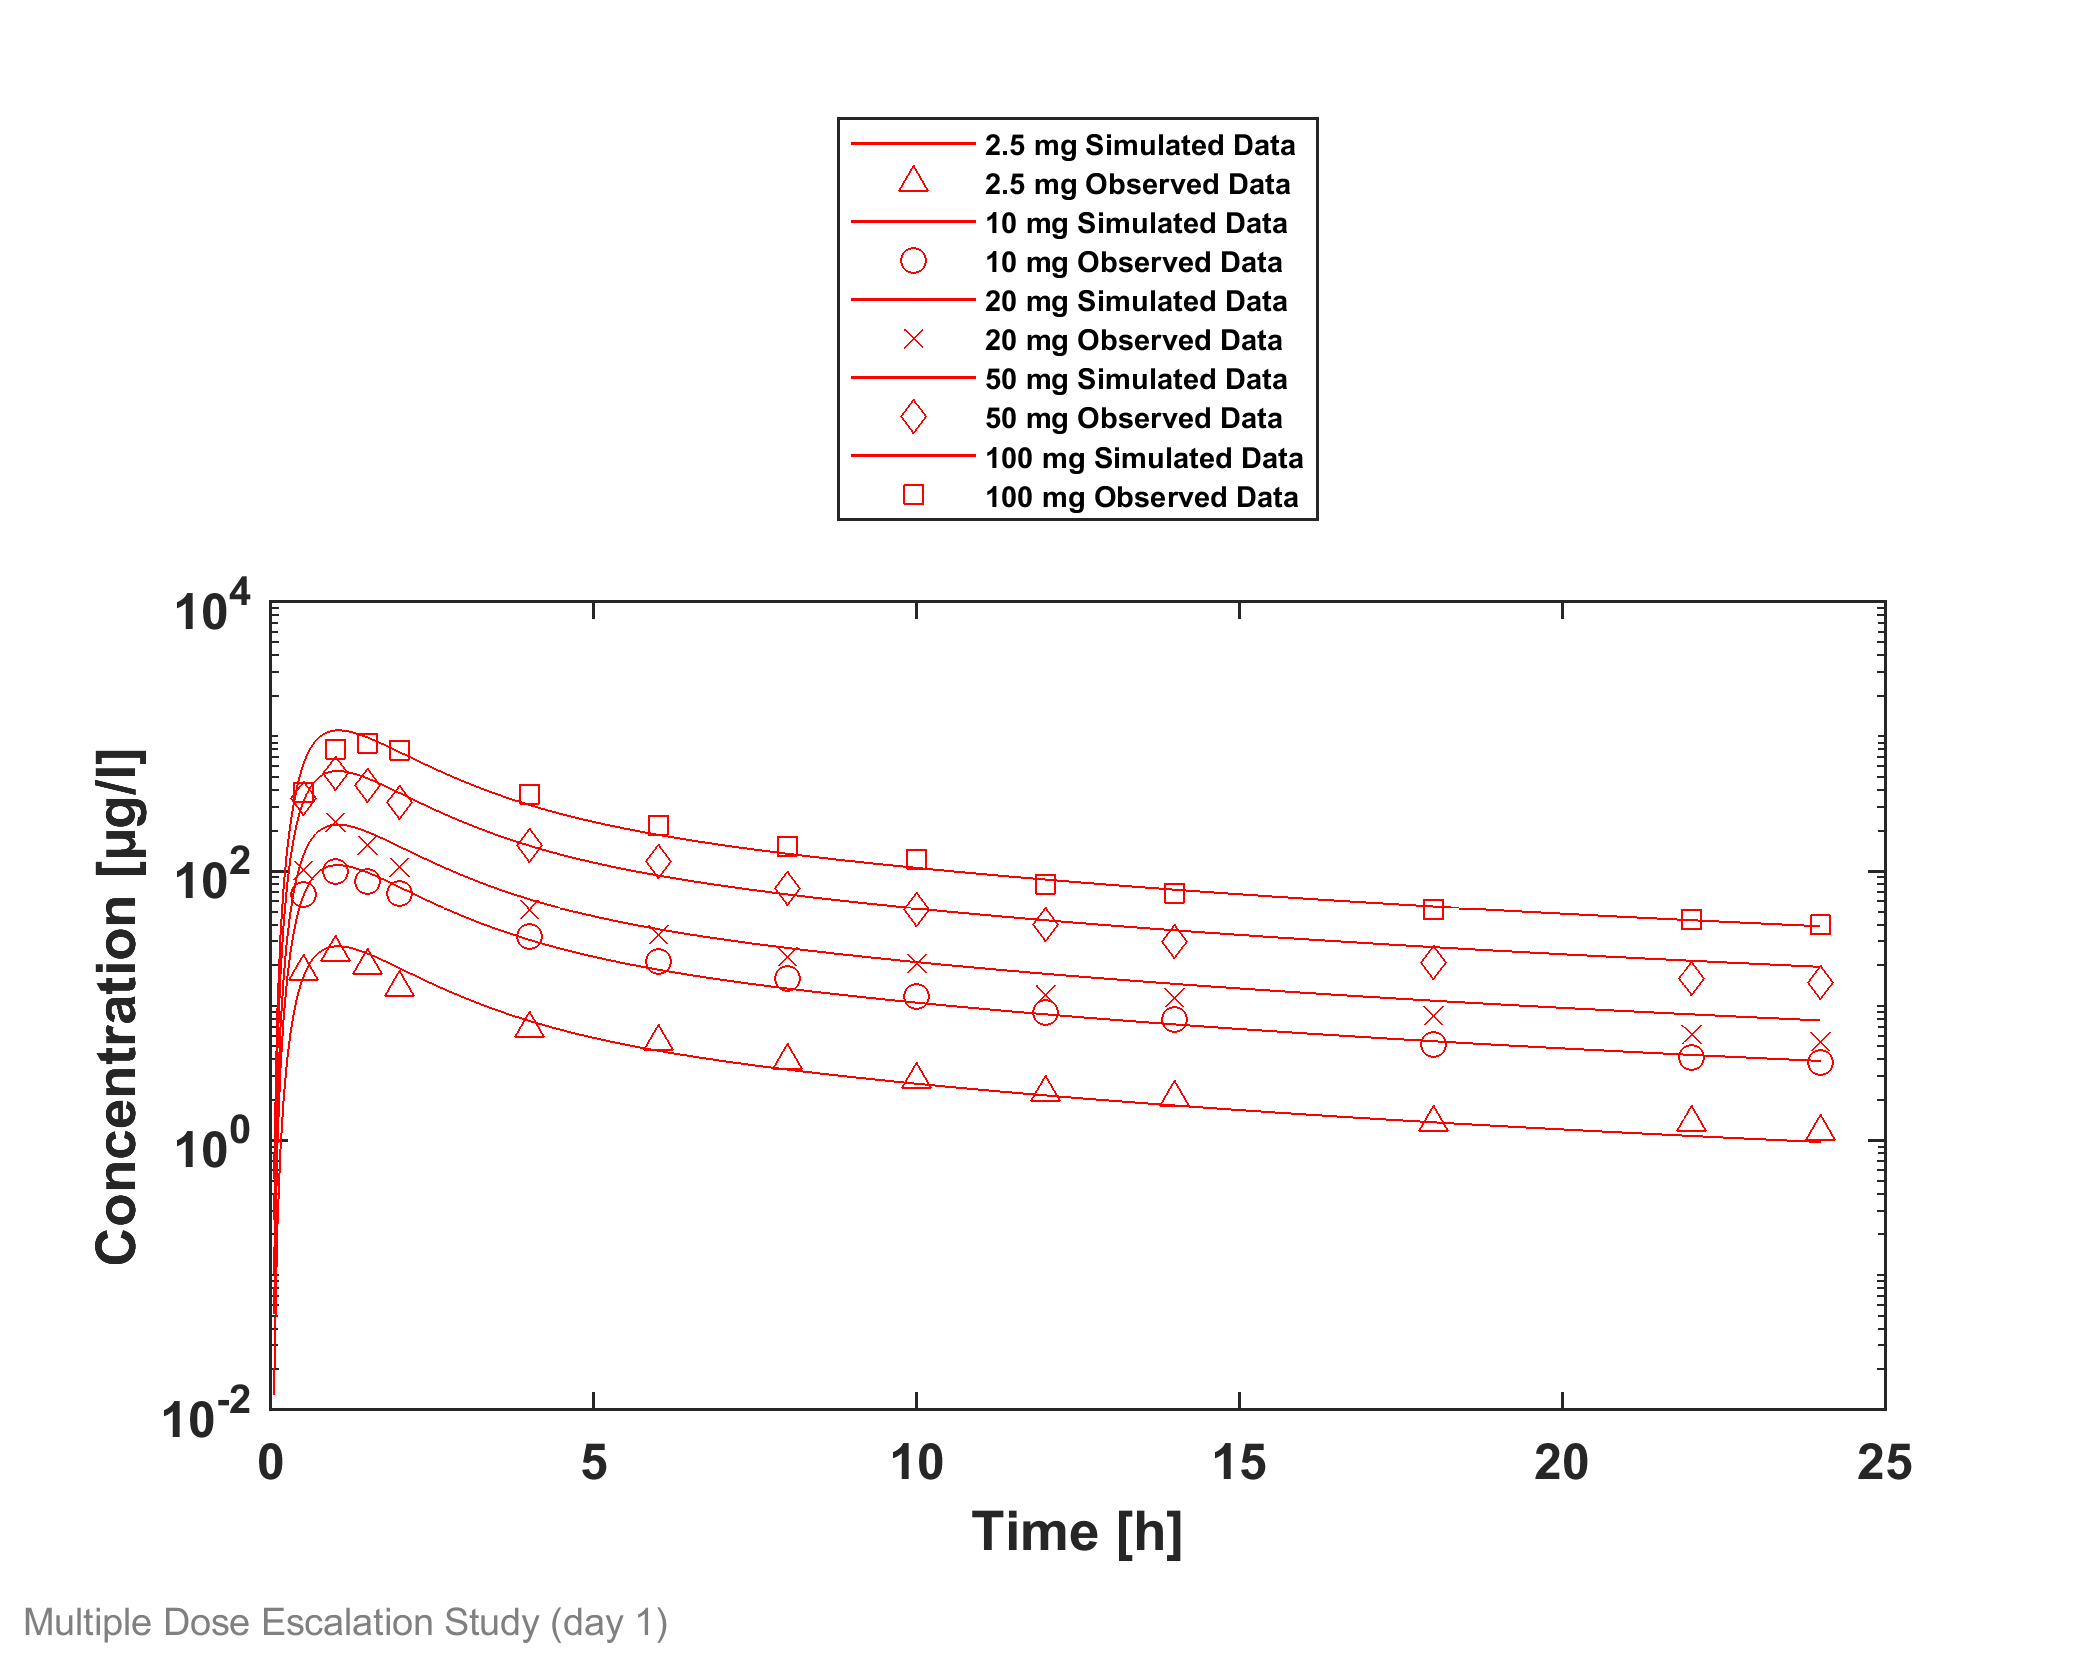 2.5 mg Simulated Data
2.5 mg Observed Data
10 mg Simulated Data
10 mg Observed Data
20 mg Simulated Data
20 mg Observed Data
50 mg Simulated Data
50 mg Observed Data
100 mg Simulated Data
100 mg Observed Data
10^4
10^2
10^0
10^-2
Concentration [µg/l]
0 5 10 15 20 25
Time [h]
Multiple Dose Escalation Study (day 1)